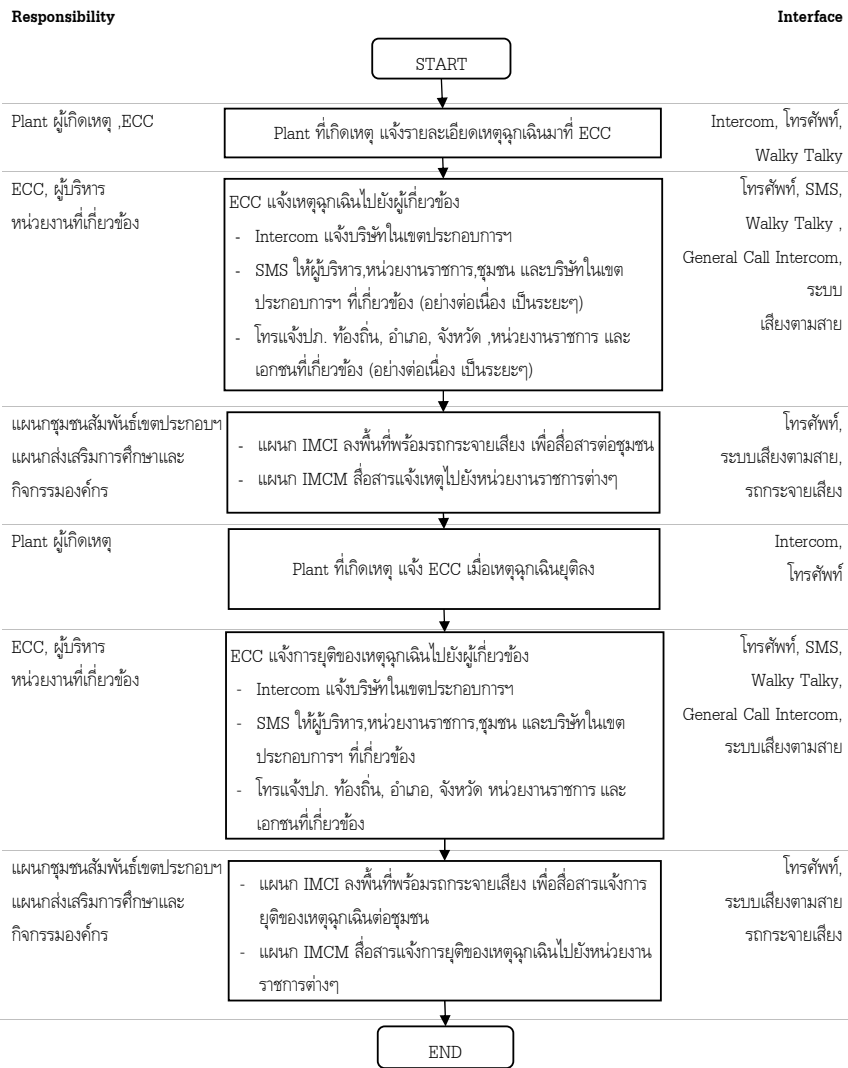 Responsibility
Interface
START
Plant ผู้เกิดเหตุ ,ECC
Plant ที่เกิดเหตุ แจ้งรายละเอียดเหตุฉุกเฉินมาที่ ECC
Intercom, โทรศัพท์,
Walky Talky
ECC, ผู้บริหาร
หน่วยงานที่เกี่ยวข้อง
ECC แจ้งเหตุฉุกเฉินไปยังผู้เกี่ยวข้อง
- Intercom แจ้งบริษัทในเขตประกอบการฯ
- SMS ให้ผู้บริหาร,หน่วยงานราชการ,ชุมชน และบริษัทในเขต
ประกอบการฯ ที่เกี่ยวข้อง (อย่างต่อเนื่อง เป็นระยะๆ)
- โทรแจ้งปภ. ท้องถิ่น, อำเภอ, จังหวัด ,หน่วยงานราชการ และ
เอกชนที่เกี่ยวข้อง (อย่างต่อเนื่อง เป็นระยะๆ)
โทรศัพท์, SMS,
Walky Talky ,
General Call Intercom,
ระบบ
เสียงตามสาย
แผนกชุมชนสัมพันธ์เขตประกอบฯ
แผนกส่งเสริมการศึกษาและ
กิจกรรมองค์กร
- แผนก IMCI ลงพื้นที่พร้อมรถกระจายเสียง เพื่อสื่อสารต่อชุมชน
- แผนก IMCM สื่อสารแจ้งเหตุไปยังหน่วยงานราชการต่างๆ
โทรศัพท์,
ระบบเสียงตามสาย,
รถกระจายเสียง
Plant ผู้เกิดเหตุ
Plant ที่เกิดเหตุ แจ้ง ECC เมื่อเหตุฉุกเฉินยุติลง
Intercom,
โทรศัพท์
ECC, ผู้บริหาร
หน่วยงานที่เกี่ยวข้อง
ECC แจ้งการยุติของเหตุฉุกเฉินไปยังผู้เกี่ยวข้อง
- Intercom แจ้งบริษัทในเขตประกอบการฯ
- SMS ให้ผู้บริหาร,หน่วยงานราชการ,ชุมชน และบริษัทในเขต
ประกอบการฯ ที่เกี่ยวข้อง
- โทรแจ้งปภ. ท้องถิ่น, อำเภอ, จังหวัด หน่วยงานราชการ และ
เอกชนที่เกี่ยวข้อง
โทรศัพท์, SMS,
Walky Talky,
General Call Intercom,
ระบบเสียงตามสาย
แผนกชุมชนสัมพันธ์เขตประกอบฯ
แผนกส่งเสริมการศึกษาและ
กิจกรรมองค์กร
- แผนก IMCI ลงพื้นที่พร้อมรถกระจายเสียง เพื่อสื่อสารแจ้งการ
ยุติของเหตุฉุกเฉินต่อชุมชน
- แผนก IMCM สื่อสารแจ้งการยุติของเหตุฉุกเฉินไปยังหน่วยงาน
ราชการต่างๆ
โทรศัพท์,
ระบบเสียงตามสาย
รถกระจายเสียง
END